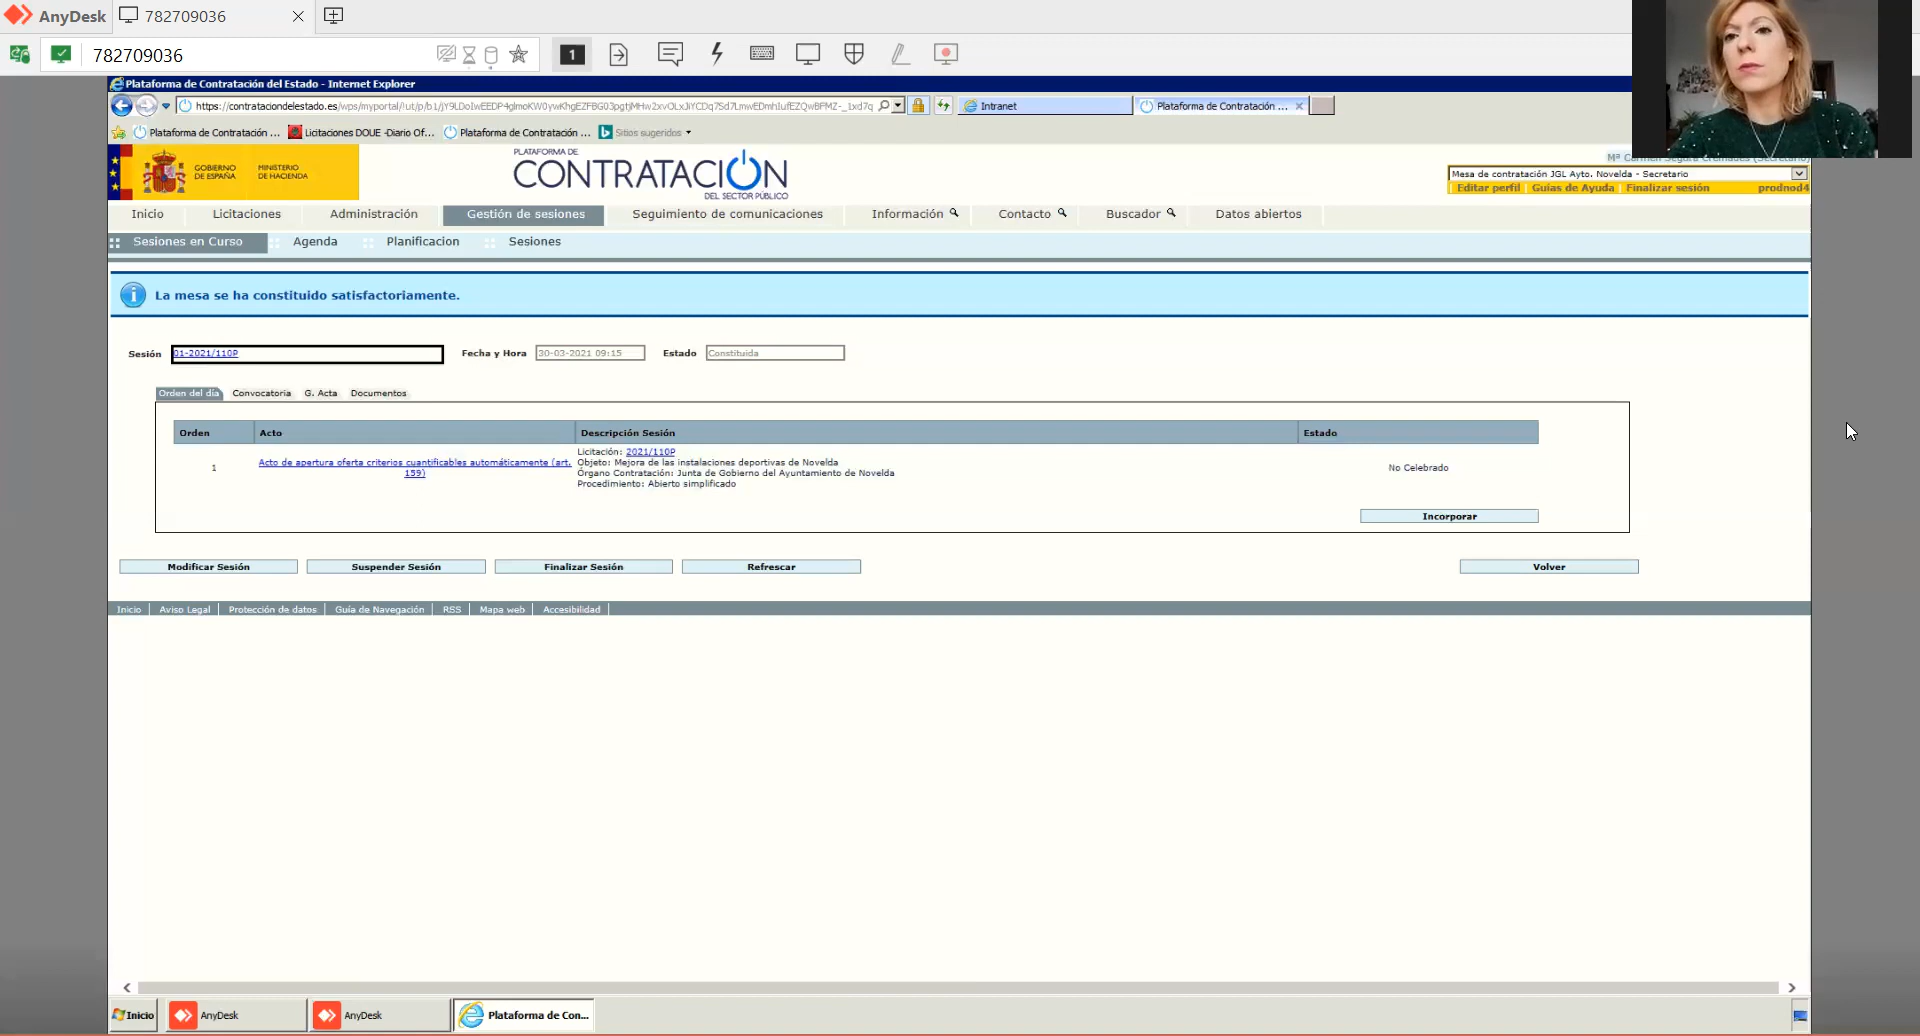 AnyDesk 782709036
782709036 1
Plataforma de Contratación del Estado - Internet Explorer
Intranet Plataforma de Contratación ...
Plataforma de Contratación ... Licitaciones DOUE -Diario Of... Plataforma de Contratación ... Sitios sugeridos
GOBIERNO DE ESPAÑA
MINISTERIO DE HACIENDA
PLATAFORMA DE
CONTRATACIÓN
DEL SECTOR PÚBLICO
Mª Carmen Segura Cremades (Secretario)
Mesa de contratación JGL Ayto. Novelda - Secretario
Editar perfil | Guías de Ayuda | Finalizar sesión prodnod4
Inicio Licitaciones Administración Gestión de sesiones Seguimiento de comunicaciones Información Contacto Buscador Datos abiertos
Sesiones en Curso Agenda Planificacion Sesiones
La mesa se ha constituido satisfactoriamente.
Sesión 01-2021/110P Fecha y Hora 30-03-2021 09:15 Estado Constituida
Orden del día Convocatoria G. Acta Documentos
Orden Acto Descripción Sesión Estado
1 Acto de apertura oferta criterios cuantificables automáticamente (art. 159)
Licitación: 2021/110P
Objeto: Mejora de las instalaciones deportivas de Novelda
Órgano Contratación: Junta de Gobierno del Ayuntamiento de Novelda
Procedimiento: Abierto simplificado
No Celebrado
Incorporar
Modificar Sesión Suspender Sesión Finalizar Sesión Refrescar Volver
Inicio | Aviso Legal | Protección de datos | Guía de Navegación | RSS | Mapa web | Accesibilidad |
Inicio AnyDesk AnyDesk Plataforma de Con...